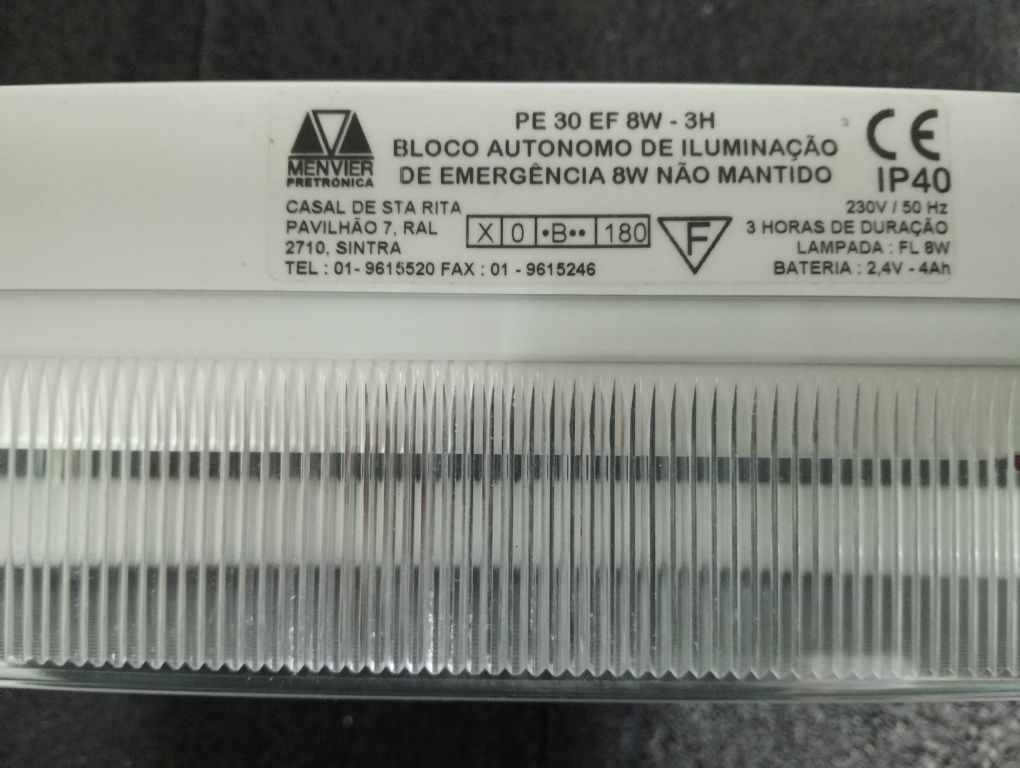 MENVIER
PRETRONICA
PE 30 EF 8W - 3H
BLOCO AUTONOMO DE ILUMINAÇÃO
DE EMERGÊNCIA 8W NÃO MANTIDO
CE
IP40
CASAL DE STA RITA
PAVILHÃO 7, RAL
2710, SINTRA
TEL : 01- 9615520 FAX : 01 - 9615246
X 0 •B•• 180
F
230V / 50 Hz
3 HORAS DE DURAÇÃO
LAMPADA : FL 8W
BATERIA : 2,4V - 4Ah